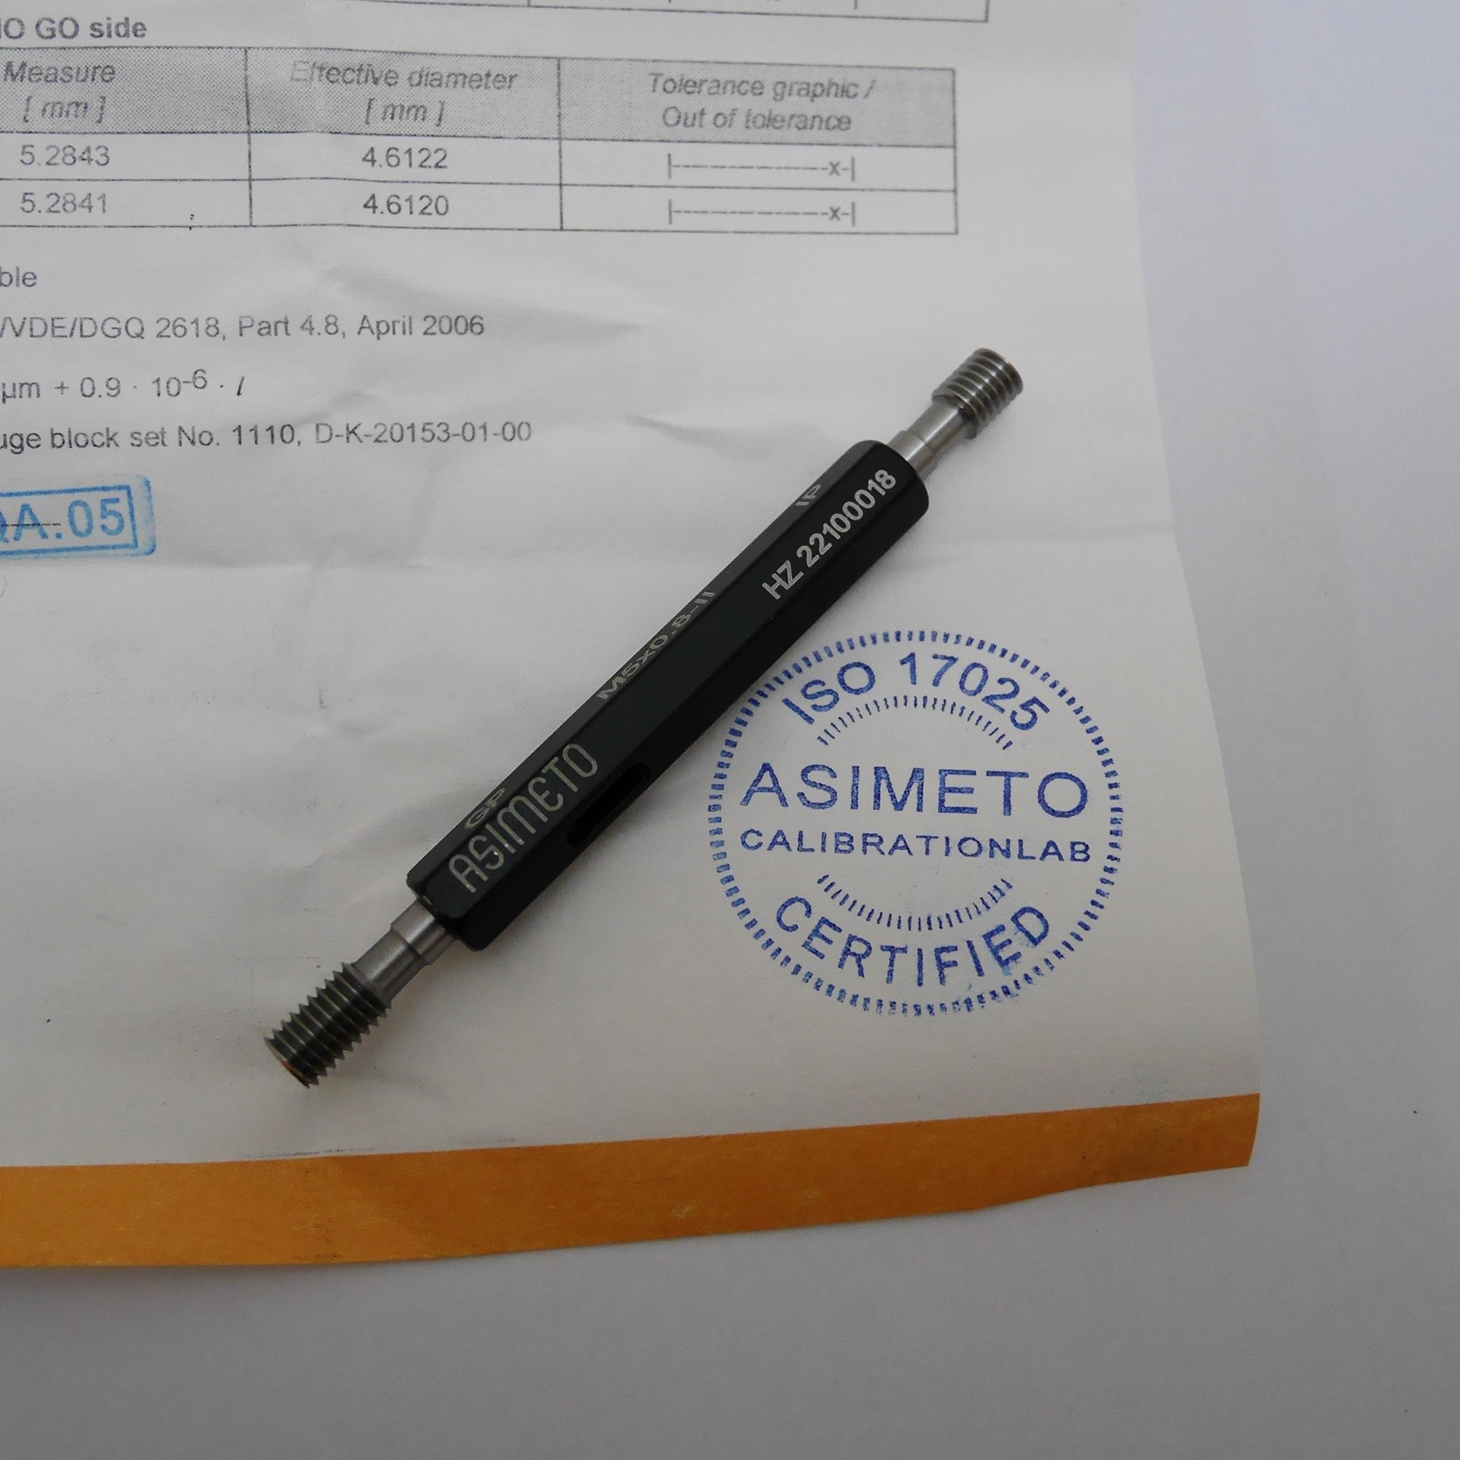 GO side
Measure
[ mm ]
Effective diameter
[ mm ]
Tolerance graphic /
Out of tolerance
5.2843
4.6122
|-----------------x-|
5.2841
4.6120
|-----------------x-|
/VDE/DGQ 2618, Part 4.8, April 2006
µm + 0.9 · 10-6 · l
block set No. 1110, D-K-20153-01-00
QA.05
IP
HZ 22100018
M5x0.8-II
GP
ASIMETO
ISO 17025
ASIMETO
CALIBRATIONLAB
CERTIFIED